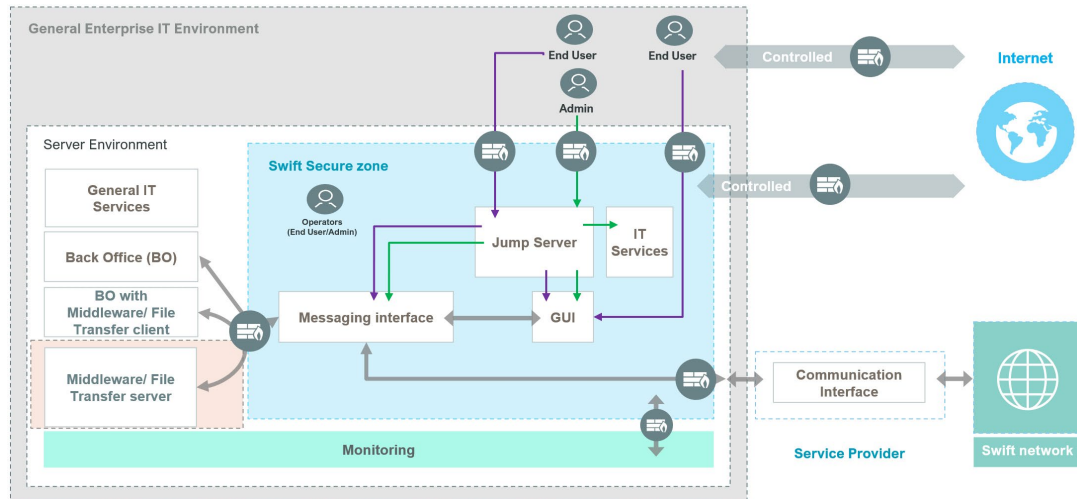 General Enterprise IT Environment
End User
End User
Controlled
Internet
Admin
Server Environment
Swift Secure zone
General IT
Services
Controlled
Operators
(End User/Admin)
Jump Server
IT
Services
Back Office (BO)
BO with
Middleware/ File
Transfer client
Messaging interface
GUI
Middleware/ File
Transfer server
Communication
Interface
Monitoring
Service Provider
Swift network